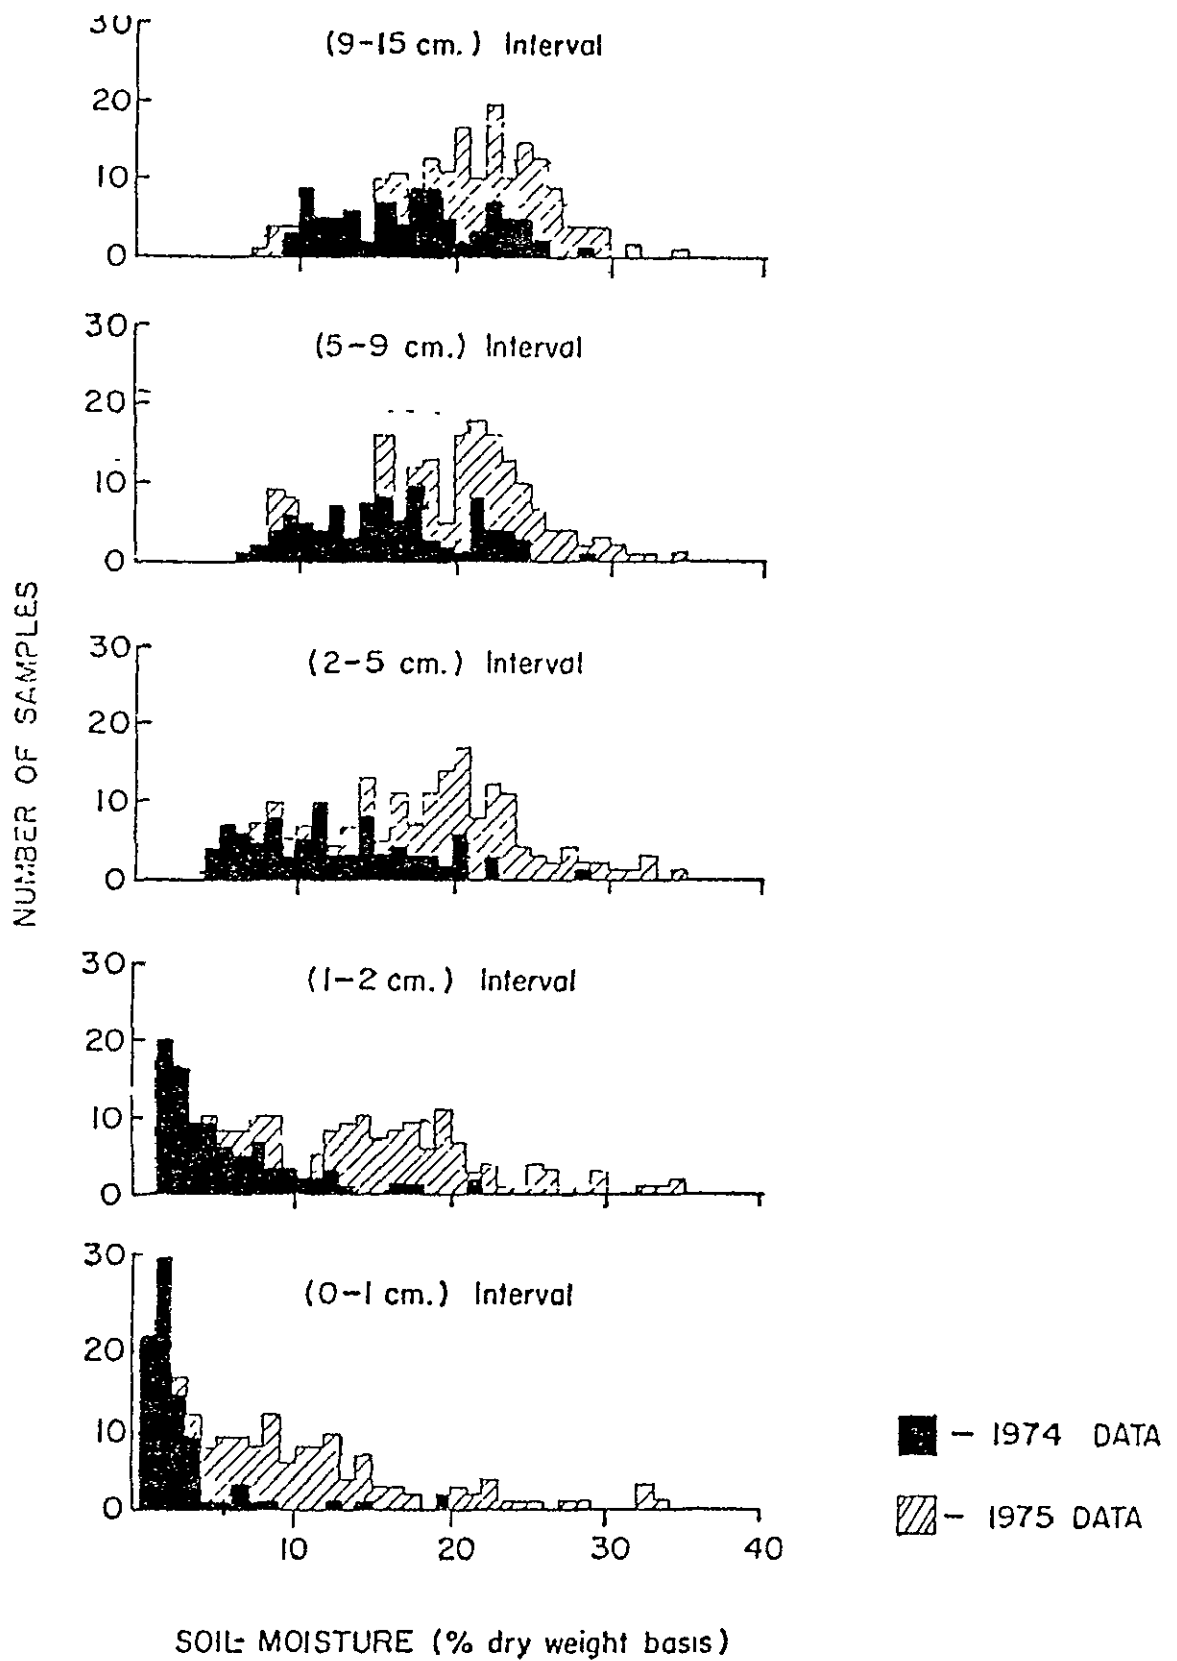 30
(9-15 cm.) Interval
20
10
0
30
(5-9 cm.) Interval
20
10
0
30
(2-5 cm.) Interval
20
10
0
30
(1-2 cm.) Interval
20
10
0
30
(0-1 cm.) Interval
20
10
0
10 20 30 40
NUMBER OF SAMPLES
SOIL MOISTURE (% dry weight basis)
- 1974 DATA
- 1975 DATA